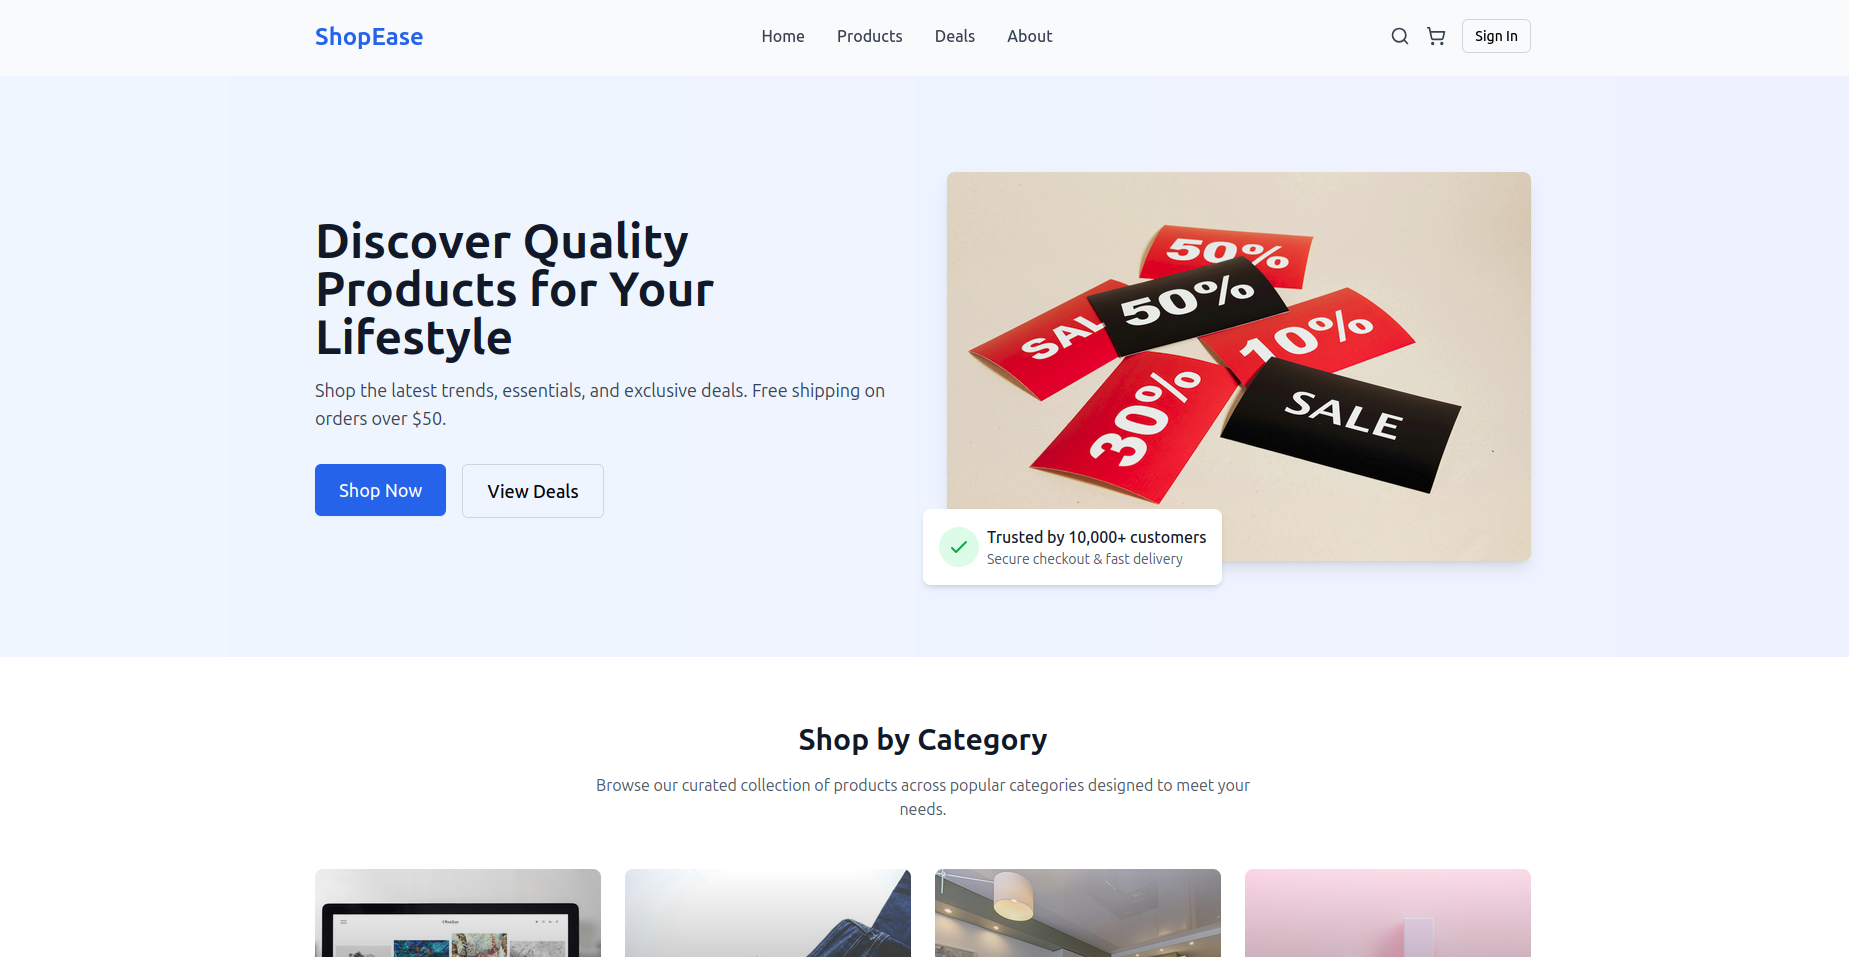 ShopEase
Home
Products
Deals
About
Sign In
Discover Quality
Products for Your
Lifestyle
Shop the latest trends, essentials, and exclusive deals. Free shipping on
orders over $50.
Shop Now
View Deals
50%
50%
SAL
10%
30%
SALE
Trusted by 10,000+ customers
Secure checkout & fast delivery
Shop by Category
Browse our curated collection of products across popular categories designed to meet your
needs.